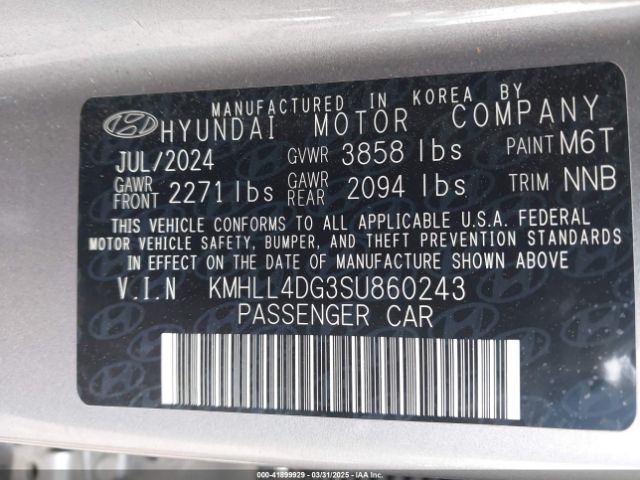 MANUFACTURED IN KOREA BY
HYUNDAI MOTOR COMPANY
JUL/2024 GVWR 3858 lbs PAINT M6T
GAWR FRONT 2271 lbs GAWR REAR 2094 lbs TRIM NNB
THIS VEHICLE CONFORMS TO ALL APPLICABLE U.S.A. FEDERAL
MOTOR VEHICLE SAFETY, BUMPER, AND THEFT PREVENTION STANDARDS
IN EFFECT ON THE DATE OF MANUFACTURE SHOWN ABOVE.
V.I.N KMHLL4DG3SU860243
PASSENGER CAR
000-41899929 - 03/31/2025 - IAAI.COM